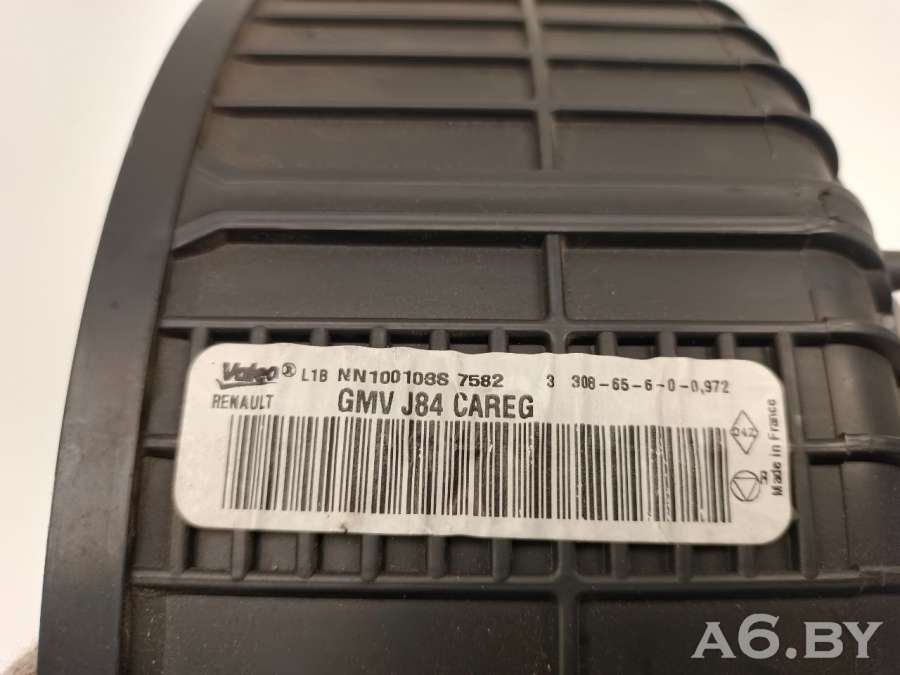 Valeo® L1B NN100108S 7582 3 308-65-6-0-0,972
RENAULT GMV J84 CAREG
Made in France
R
A6.BY